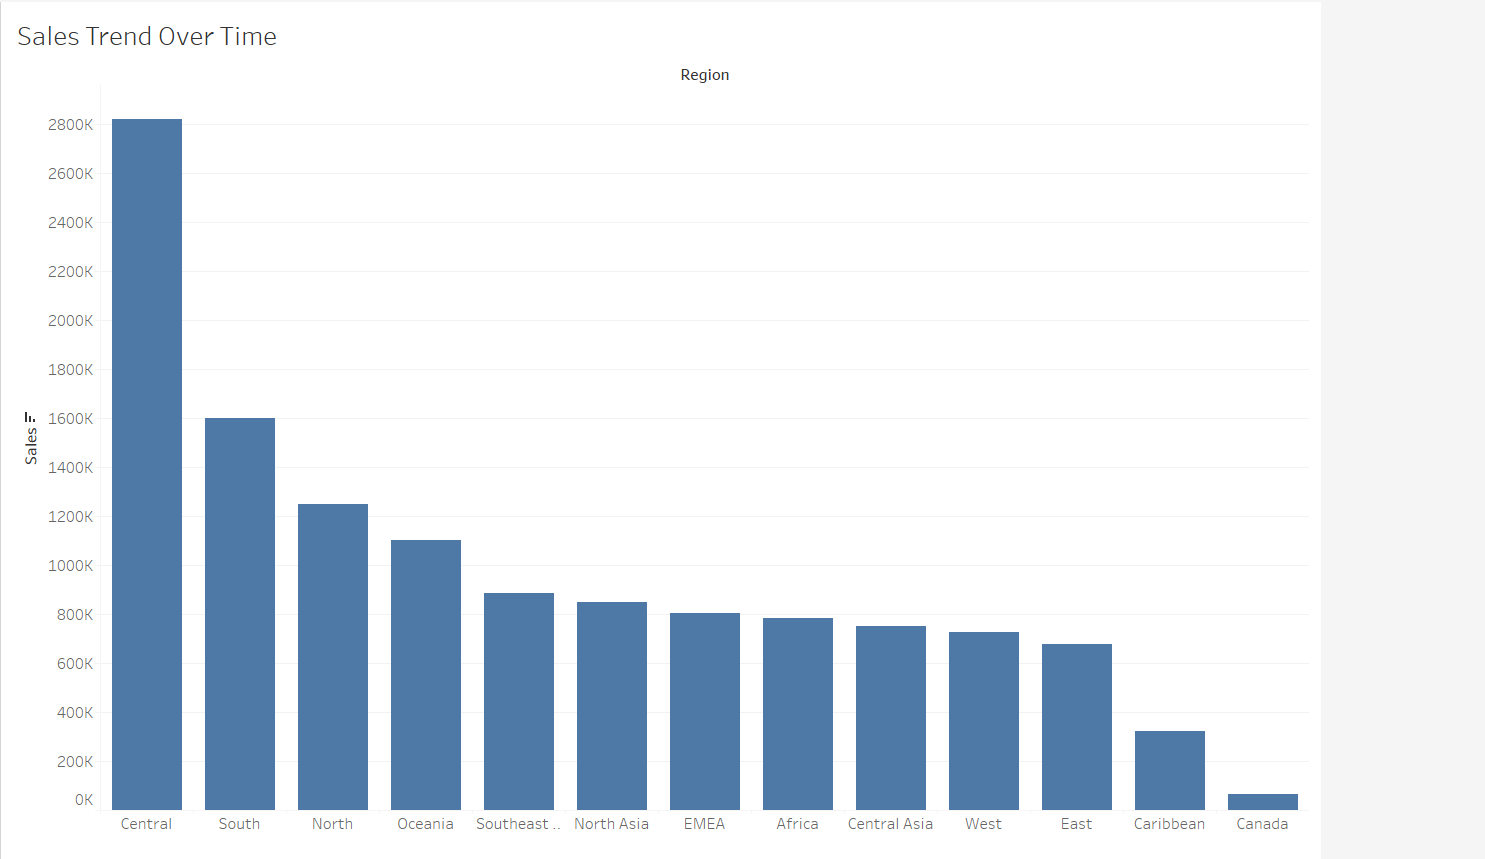 Sales Trend Over Time
Region
2800K
2600K
2400K
2200K
2000K
1800K
1600K
1400K
1200K
1000K
800K
600K
400K
200K
0K
Sales
Central South North Oceania Southeast .. North Asia EMEA Africa Central Asia West East Caribbean Canada